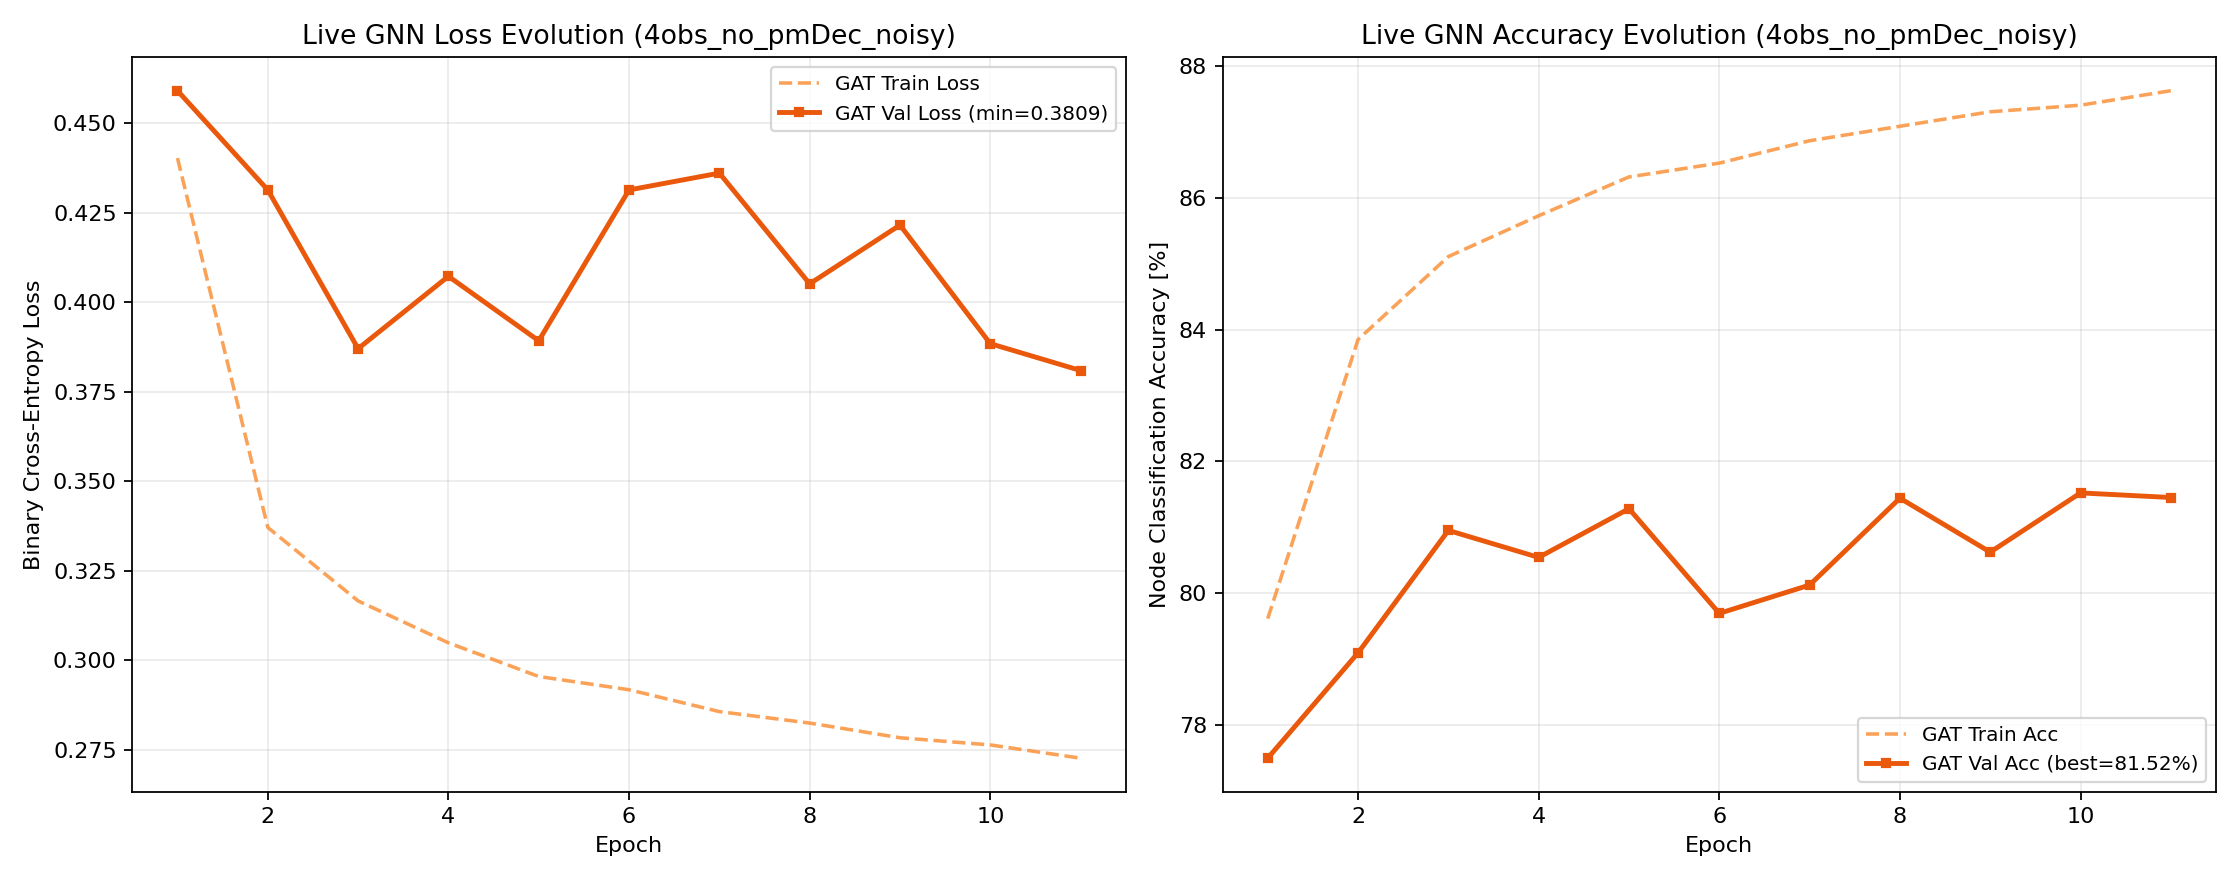 Live GNN Loss Evolution (4obs_no_pmDec_noisy)
GAT Train Loss
GAT Val Loss (min=0.3809)
Binary Cross-Entropy Loss
0.450
0.425
0.400
0.375
0.350
0.325
0.300
0.275
2
4
6
8
10
Epoch
Live GNN Accuracy Evolution (4obs_no_pmDec_noisy)
Node Classification Accuracy [%]
88
86
84
82
80
78
GAT Train Acc
GAT Val Acc (best=81.52%)
2
4
6
8
10
Epoch